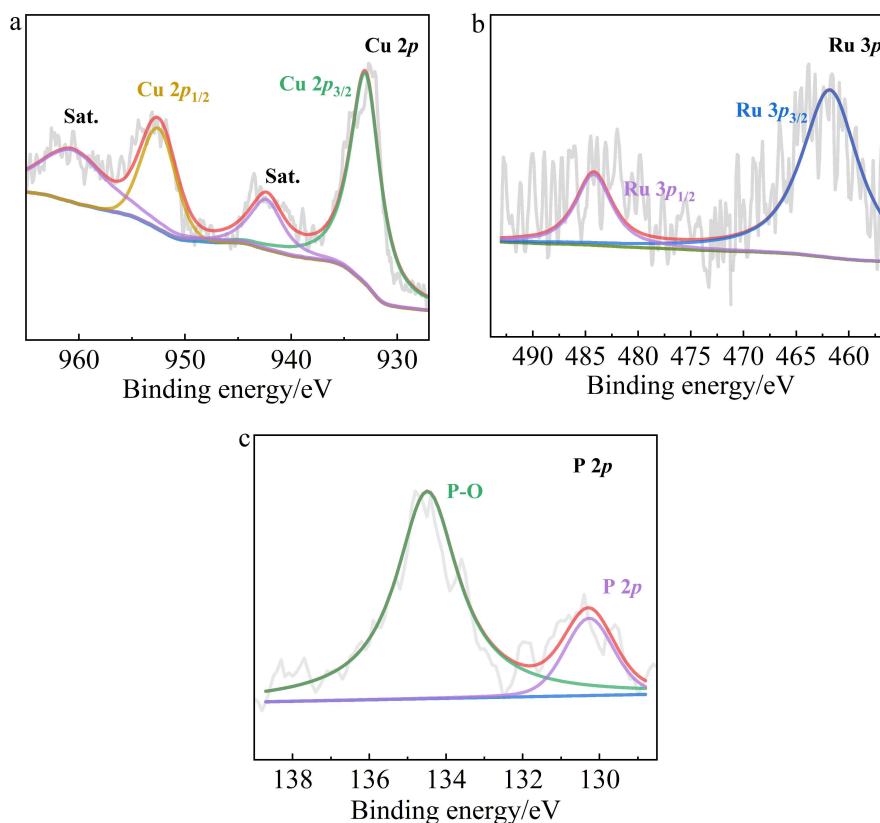 a
Cu 2p
Cu 2p1/2
Cu 2p3/2
Sat.
Sat.
960 950 940 930
Binding energy/eV
b
Ru 3p
Ru 3p3/2
Ru 3p1/2
490 485 480 475 470 465 460
Binding energy/eV
c
P 2p
P-O
P 2p
138 136 134 132 130
Binding energy/eV